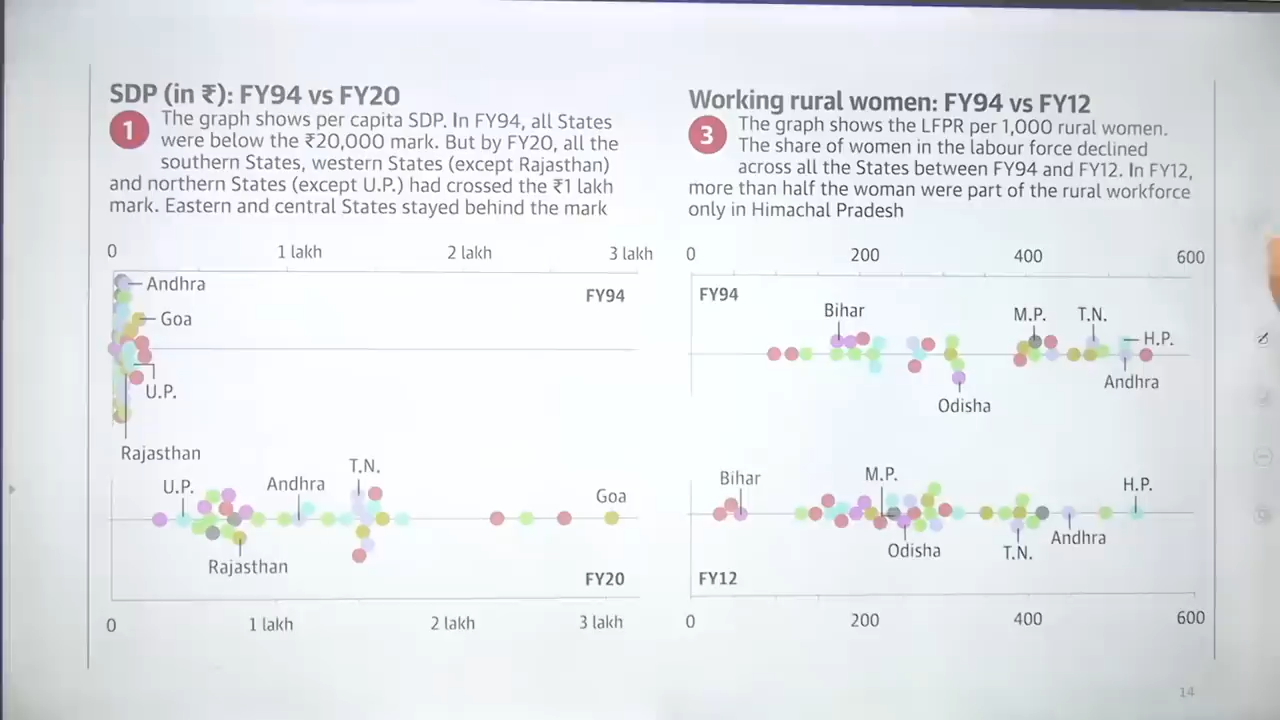 SDP (in ₹): FY94 vs FY20
1
The graph shows per capita SDP. In FY94, all States
were below the ₹20,000 mark. But by FY20, all the
southern States, western States (except Rajasthan)
and northern States (except U.P.) had crossed the ₹1 lakh
mark. Eastern and central States stayed behind the mark
0 1 lakh 2 lakh 3 lakh
Andhra
FY94
Goa
U.P.
Rajasthan
T.N.
U.P. Andhra Goa
Rajasthan
FY20
0 1 lakh 2 lakh 3 lakh
Working rural women: FY94 vs FY12
3
The graph shows the LFPR per 1,000 rural women.
The share of women in the labour force declined
across all the States between FY94 and FY12. In FY12,
more than half the woman were part of the rural workforce
only in Himachal Pradesh
0 200 400 600
FY94
Bihar M.P. T.N.
H.P.
Andhra
Odisha
Bihar M.P. H.P.
Andhra
Odisha T.N.
FY12
0 200 400 600
14